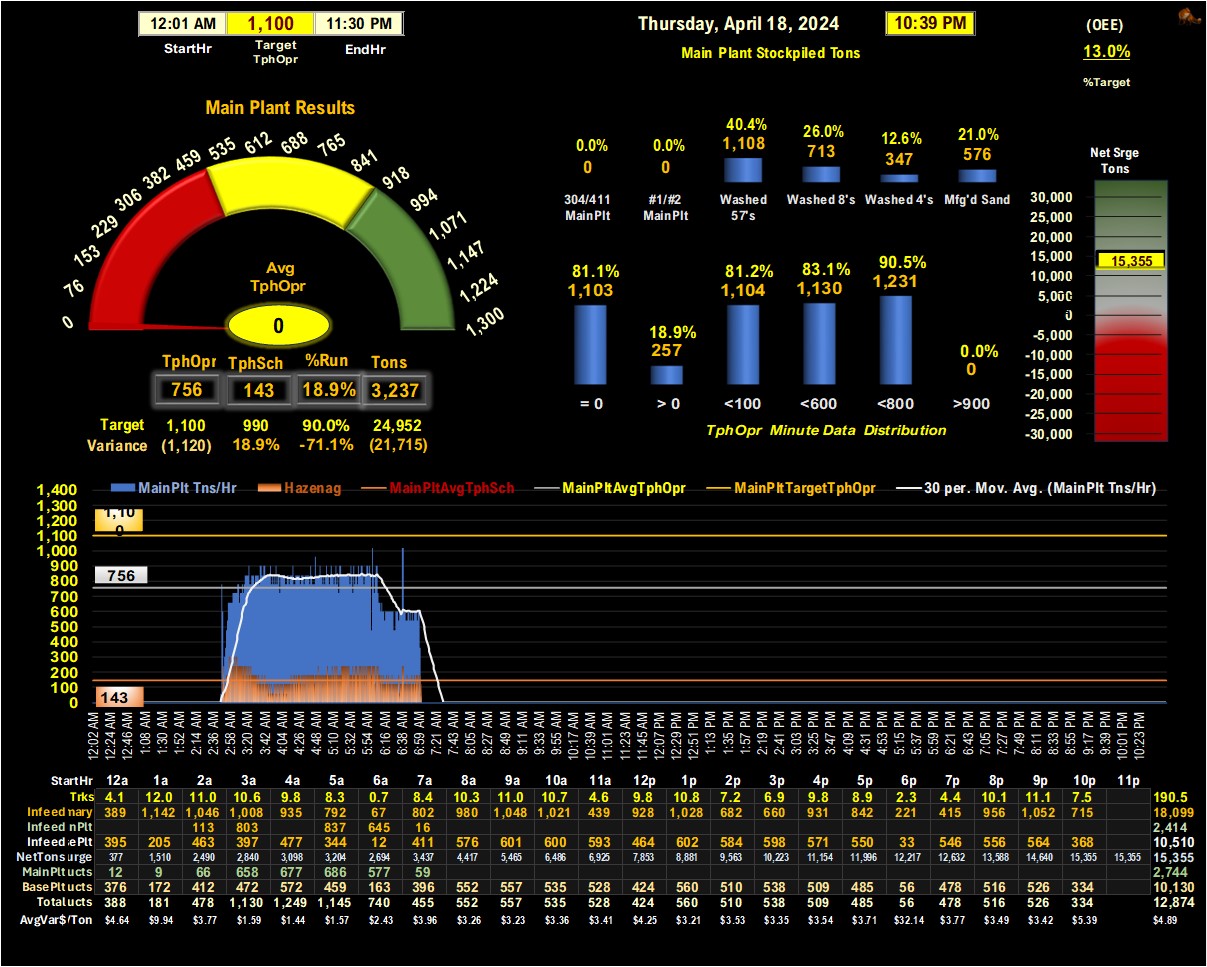 12:01 AM 1,100 11:30 PM
StartHr Target TphOpr EndHr
Thursday, April 18, 2024 10:39 PM
Main Plant Stockpiled Tons
(OEE)
13.0%
%Target
Main Plant Results
0 76 153 229 306 382 459 535 612 688 765 841 918 994 1,071 1,147 1,224 1,300
Avg
TphOpr
0
TphOpr TphSch %Run Tons
756 143 18.9% 3,237
Target 1,100 990 90.0% 24,952
Variance (1,120) 18.9% -71.1% (21,715)
0.0% 0.0% 40.4% 26.0% 12.6% 21.0%
0 0 1,108 713 347 576
304/411 MainPlt #1/#2 MainPlt Washed 57's Washed 8's Washed 4's Mfg'd Sand
81.1% 18.9% 81.2% 83.1% 90.5% 0.0%
1,103 257 1,104 1,130 1,231 0
= 0 > 0 <100 <600 <800 >900
TphOpr Minute Data Distribution
Net Srge
Tons
30,000
25,000
20,000
15,000
15,355
10,000
5,000
0
-5,000
-10,000
-15,000
-20,000
-25,000
-30,000
MainPlt Tns/Hr Hazenag MainPltAvgTphSch MainPltAvgTphOpr MainPltTargetTphOpr 30 per. Mov. Avg. (MainPlt Tns/Hr)
1,400
1,300
1,200
1,100
1,000
900
800
700
600
500
400
300
200
100
0
1,100
756
143
12:02 AM 12:24 AM 12:46 AM 1:08 AM 1:30 AM 1:52 AM 2:14 AM 2:36 AM 2:58 AM 3:20 AM 3:42 AM 4:04 AM 4:26 AM 4:48 AM 5:10 AM 5:32 AM 5:54 AM 6:16 AM 6:38 AM 6:59 AM 7:21 AM 7:43 AM 8:05 AM 8:27 AM 8:49 AM 9:11 AM 9:33 AM 9:55 AM 10:17 AM 10:39 AM 11:01 AM 11:23 AM 11:45 AM 12:07 PM 12:29 PM 12:51 PM 1:13 PM 1:35 PM 1:57 PM 2:19 PM 2:41 PM 3:03 PM 3:25 PM 3:47 PM 4:09 PM 4:31 PM 4:53 PM 5:15 PM 5:37 PM 5:59 PM 6:21 PM 6:43 PM 7:05 PM 7:27 PM 7:49 PM 8:11 PM 8:33 PM 8:55 PM 9:17 PM 9:39 PM 10:01 PM 10:23 PM
StartHr 12a 1a 2a 3a 4a 5a 6a 7a 8a 9a 10a 11a 12p 1p 2p 3p 4p 5p 6p 7p 8p 9p 10p 11p
Trks 4.1 12.0 11.0 10.6 9.8 8.3 0.7 8.4 10.3 11.0 10.7 4.6 9.8 10.8 7.2 6.9 9.8 8.9 2.3 4.4 10.1 11.1 7.5 190.5
Infeed mary 389 1,142 1,046 1,008 935 792 67 802 980 1,048 1,021 439 928 1,028 682 660 931 842 221 415 956 1,052 715 18,099
Infeed nPlt 113 803 837 645 16 2,414
Infeed ePlt 395 205 463 397 477 344 12 411 576 601 600 593 464 602 584 598 571 550 33 546 556 564 368 10,510
NetTons urge 377 1,510 2,490 2,840 3,098 3,204 2,694 3,437 4,417 5,465 6,486 6,925 7,853 8,881 9,563 10,223 11,154 11,996 12,217 12,632 13,588 14,640 15,355 15,355 15,355
MainPlt ucts 12 9 66 658 677 686 577 59 2,744
BasePlt ucts 376 172 412 472 572 459 163 396 552 557 535 528 424 560 510 538 509 485 56 478 516 526 334 10,130
Total ucts 388 181 478 1,130 1,249 1,145 740 455 552 557 535 528 424 560 510 538 509 485 56 478 516 526 334 12,874
AvgVar$/Ton $4.64 $9.94 $3.77 $1.59 $1.44 $1.57 $2.43 $3.96 $3.26 $3.23 $3.36 $3.41 $4.25 $3.21 $3.53 $3.35 $3.54 $3.71 $32.14 $3.77 $3.49 $3.42 $5.39 $4.89